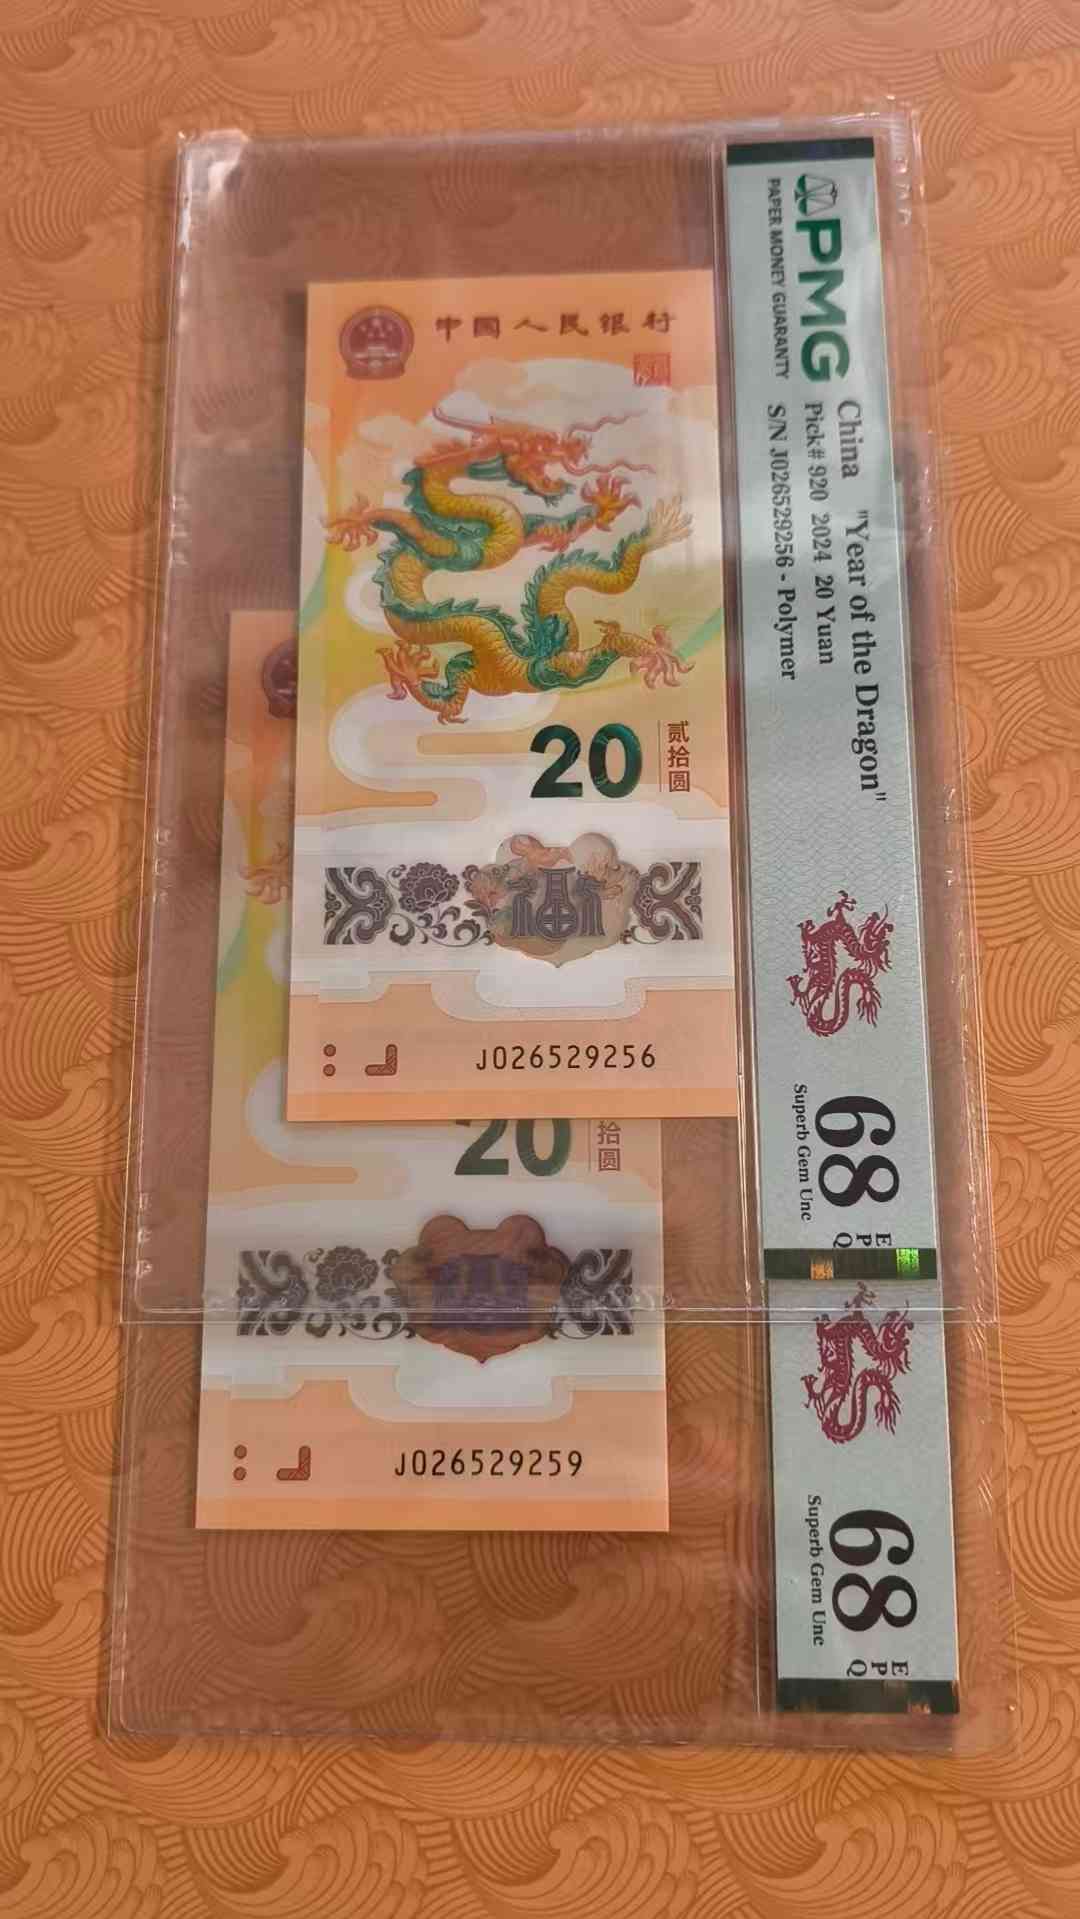 中国人民银行
20
贰拾圆
福
J026529256
20
拾圆
J026529259
PMG
PAPER MONEY GUARANTY
China "Year of the Dragon"
Pick# 920 2024 20 Yuan
S/N J026529256 - Polymer
68 EPQ
Superb Gem Unc
68 EPQ
Superb Gem Unc